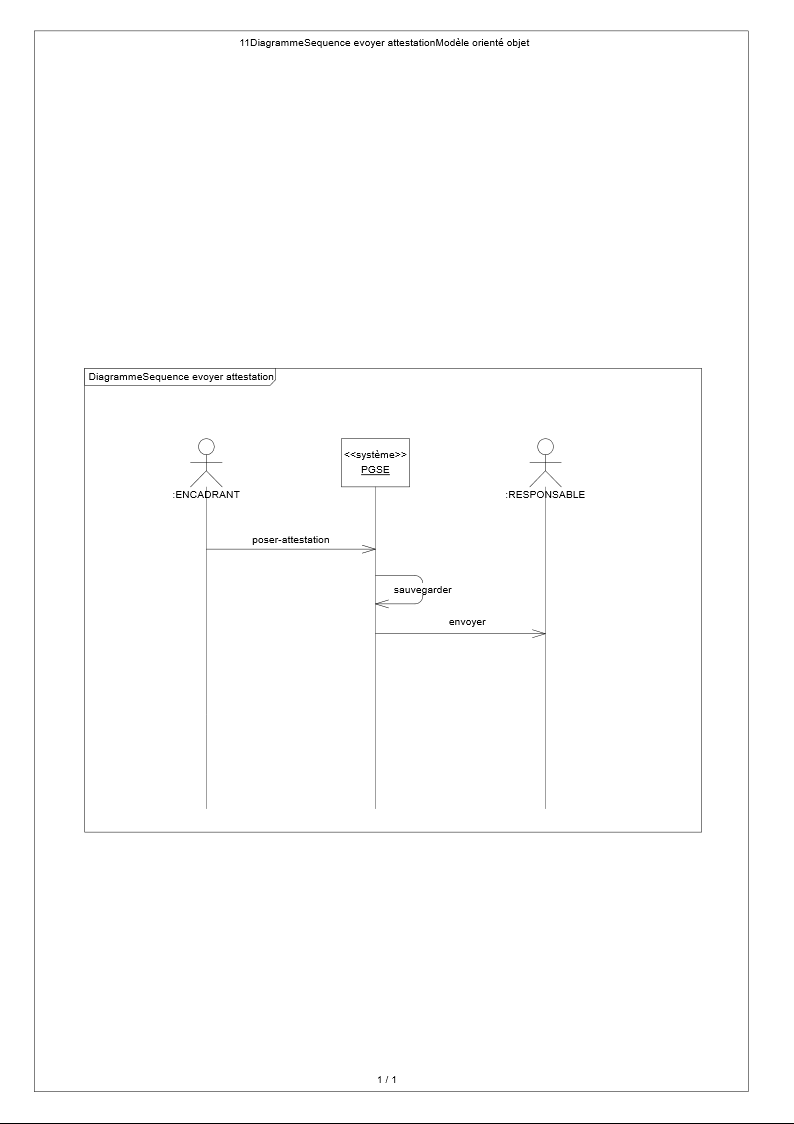 11DiagrammeSequence evoyer attestationModèle orienté objet
DiagrammeSequence evoyer attestation
<<système>>
PGSE
:ENCADRANT
:RESPONSABLE
poser-attestation
sauvegarder
envoyer
1 / 1